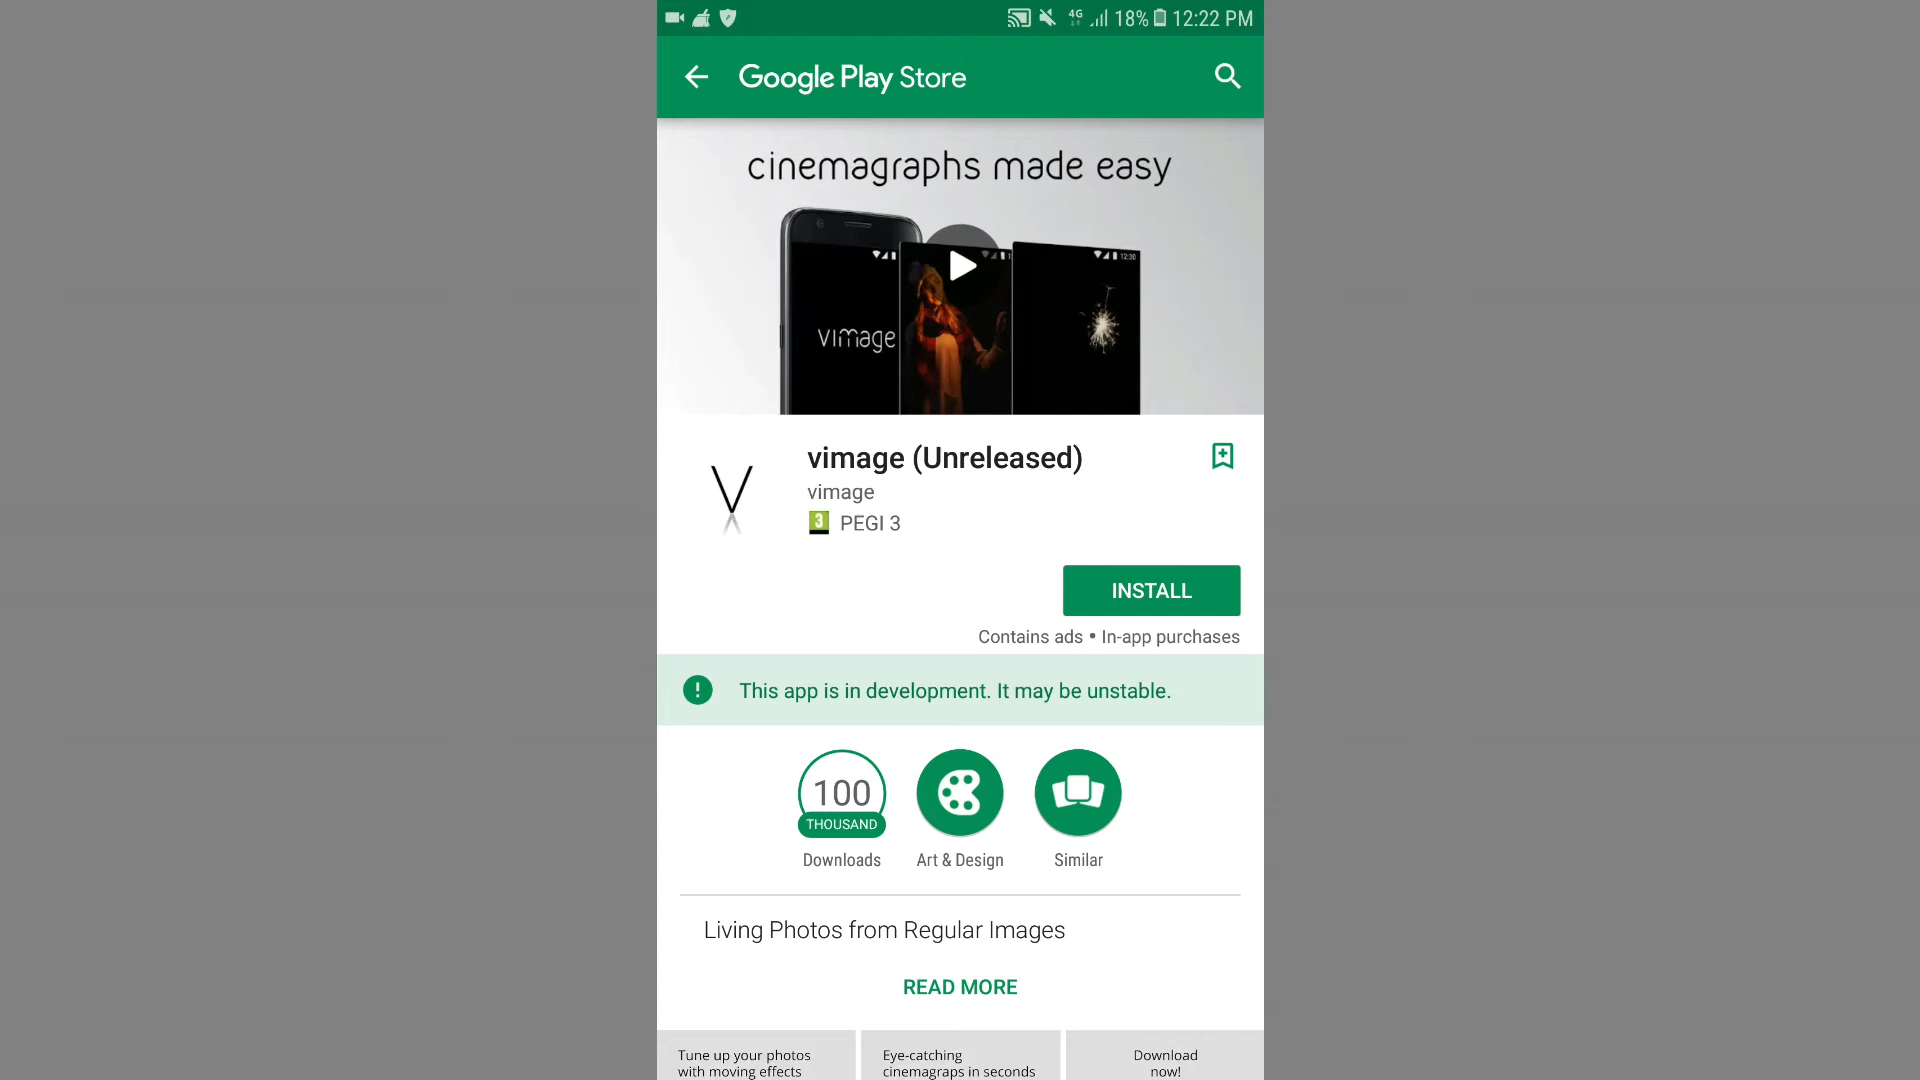 4G 18% 12:22 PM
Google Play Store
cinemagraphs made easy
12:30
vimage
vimage (Unreleased)
vimage
3 PEGI 3
INSTALL
Contains ads • In-app purchases
! This app is in development. It may be unstable.
100
THOUSAND
Downloads
Art & Design
Similar
Living Photos from Regular Images
READ MORE
Tune up your photos
with moving effects
Eye-catching
cinemagraps in seconds
Download
now!